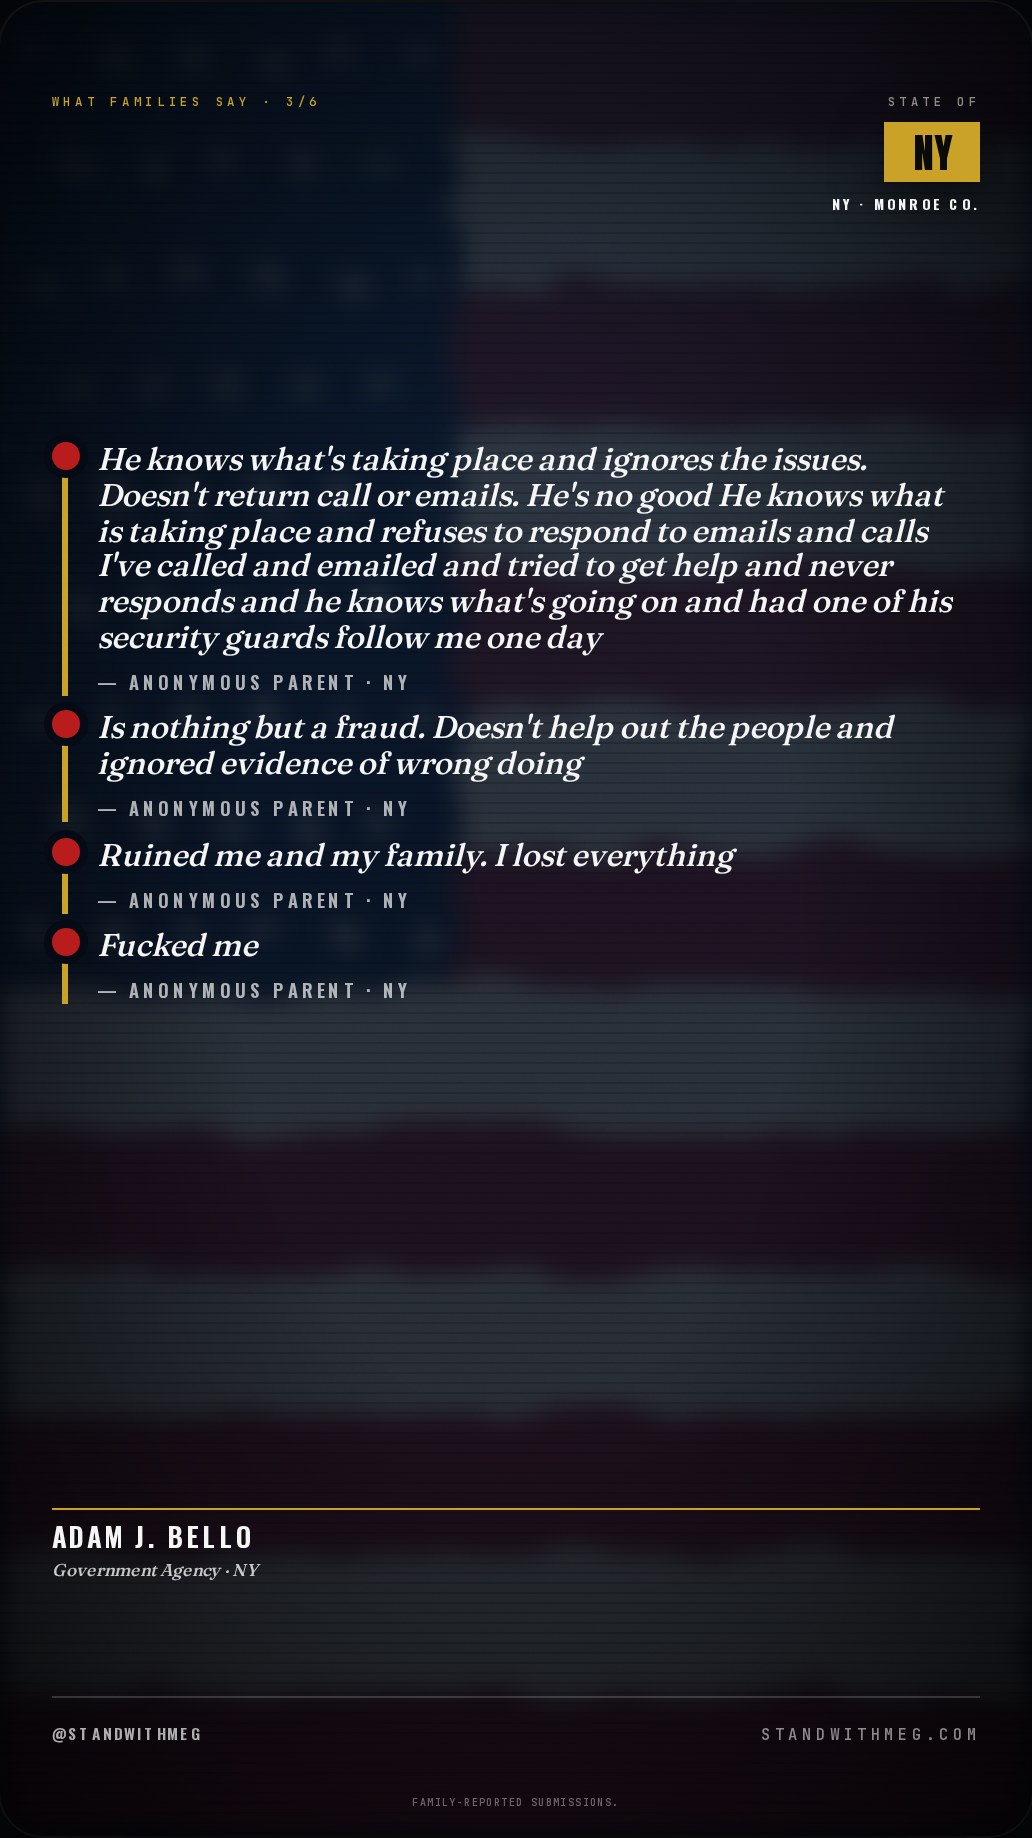 WHAT FAMILIES SAY · 3/6
STATE OF
NY
NY · MONROE CO.
He knows what's taking place and ignores the issues.
Doesn't return call or emails. He's no good He knows what
is taking place and refuses to respond to emails and calls
I've called and emailed and tried to get help and never
responds and he knows what's going on and had one of his
security guards follow me one day
— ANONYMOUS PARENT · NY
Is nothing but a fraud. Doesn't help out the people and
ignored evidence of wrong doing
— ANONYMOUS PARENT · NY
Ruined me and my family. I lost everything
— ANONYMOUS PARENT · NY
Fucked me
— ANONYMOUS PARENT · NY
ADAM J. BELLO
Government Agency · NY
@STANDWITHMEG
STANDWITHMEG.COM
FAMILY-REPORTED SUBMISSIONS.